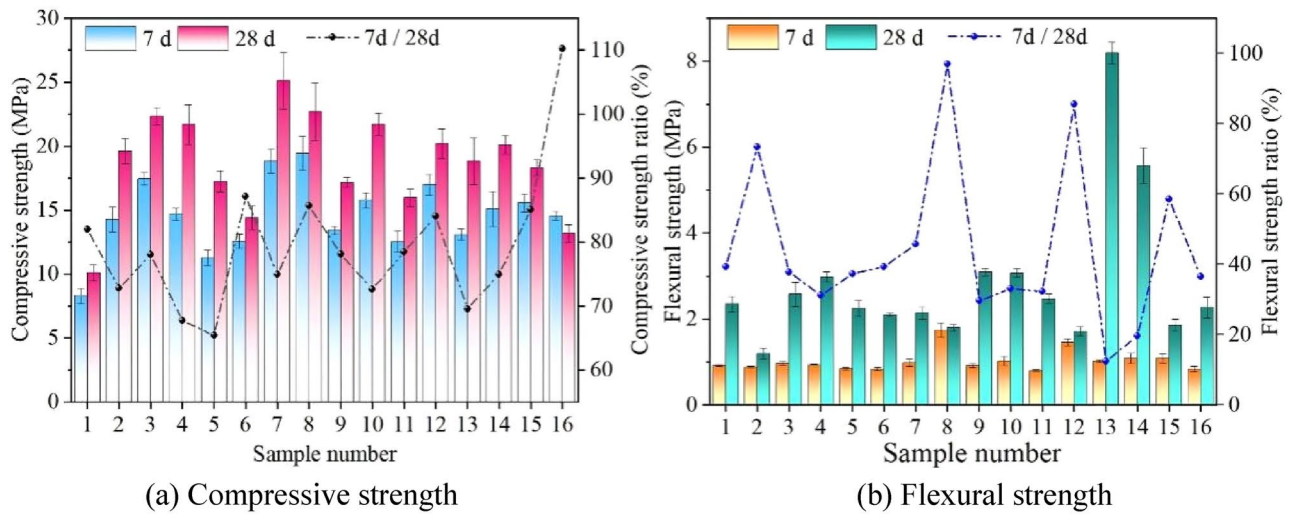 30
25
20
15
10
5
0
Compressive strength (MPa)
7 d 28 d 7d / 28d
110
100
90
80
70
60
Compressive strength ratio (%)
1 2 3 4 5 6 7 8 9 10 11 12 13 14 15 16
Sample number
(a) Compressive strength
8
6
4
2
0
Flexural strength (MPa)
7 d 28 d 7d / 28d
100
80
60
40
20
0
Flexural strength ratio (%)
1 2 3 4 5 6 7 8 9 10 11 12 13 14 15 16
Sample number
(b) Flexural strength